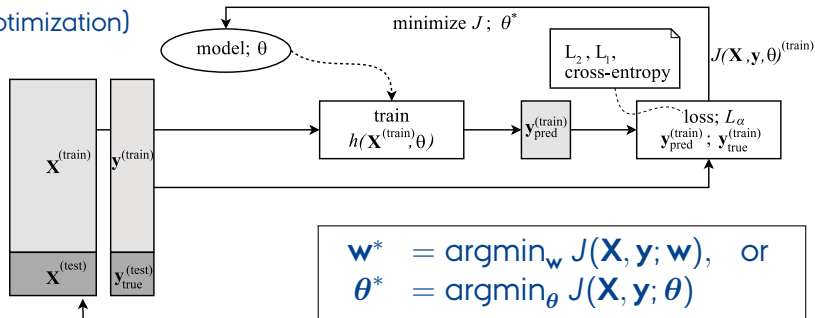 otimization)
minimize J ; θ*
model; θ
L₂ , L₁,
cross-entropy
J(X,y,θ)^(train)
train
h(X^(train),θ)
y_pred^(train)
loss; L_α
y_pred^(train) ; y_true^(train)
X^(train)
y^(train)
X^(test)
y_true^(test)
w* = argmin_w J(X, y; w), or
θ* = argmin_θ J(X, y; θ)